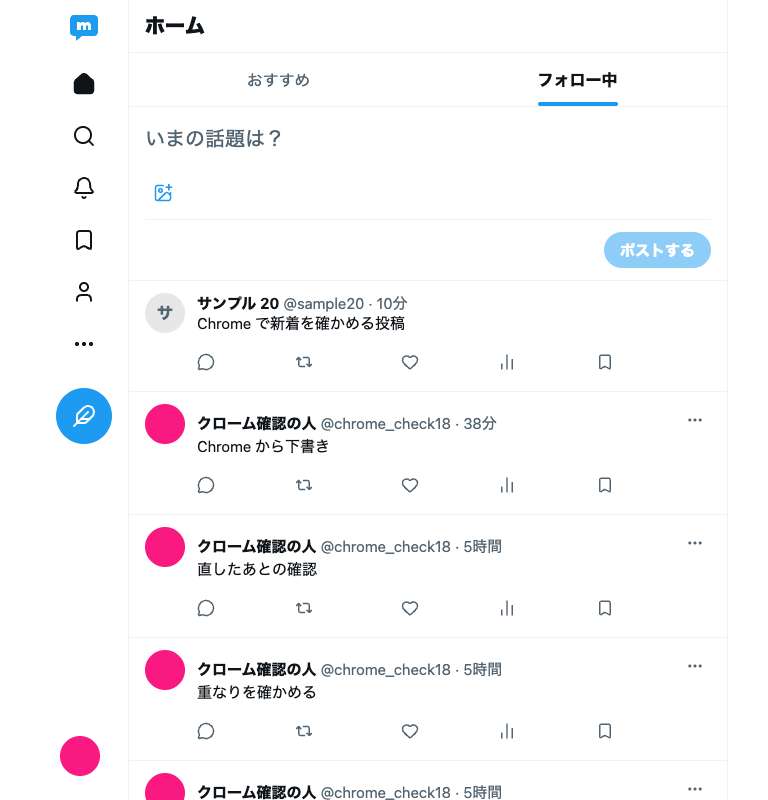 m
ホーム
おすすめ
フォロー中
いまの話題は？
ポストする
サ
サンプル 20 @sample20 · 10分
Chrome で新着を確かめる投稿
クローム確認の人 @chrome_check18 · 38分
Chrome から下書き
クローム確認の人 @chrome_check18 · 5時間
直したあとの確認
クローム確認の人 @chrome_check18 · 5時間
重なりを確かめる
クローム確認の人 @chrome_check18 · 5時間